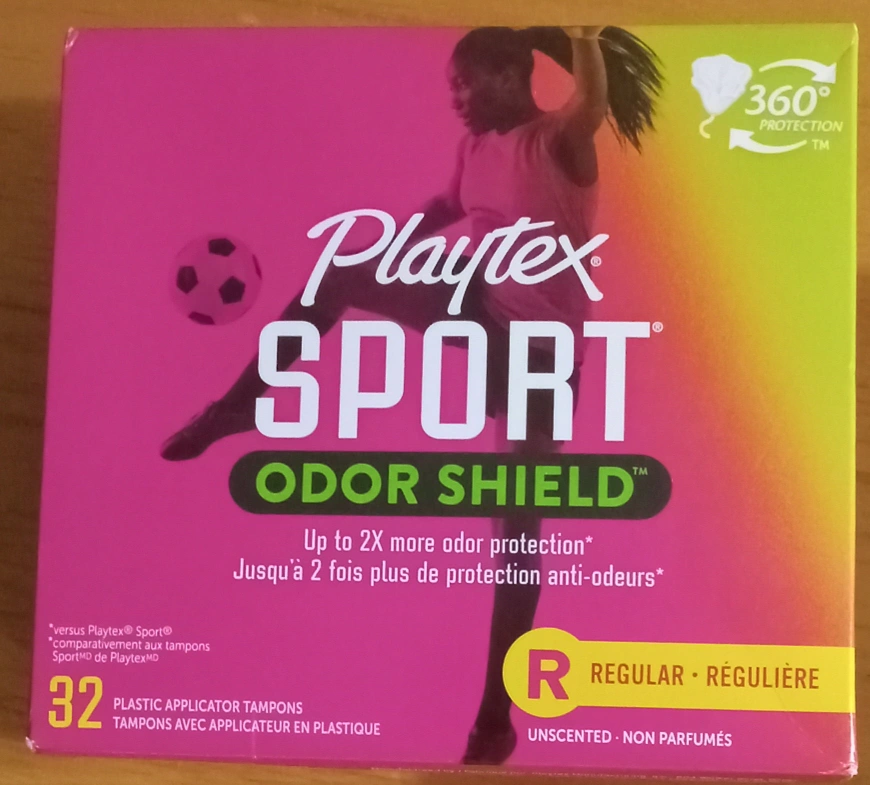 360°
PROTECTION
TM
Playtex®
SPORT®
ODOR SHIELD™
Up to 2X more odor protection*
Jusqu'à 2 fois plus de protection anti-odeurs*
*versus Playtex® Sport®
*comparativement aux tampons
Sportᴹᴰ de Playtexᴹᴰ
32 PLASTIC APPLICATOR TAMPONS
TAMPONS AVEC APPLICATEUR EN PLASTIQUE
R REGULAR · RÉGULIÈRE
UNSCENTED · NON PARFUMÉS